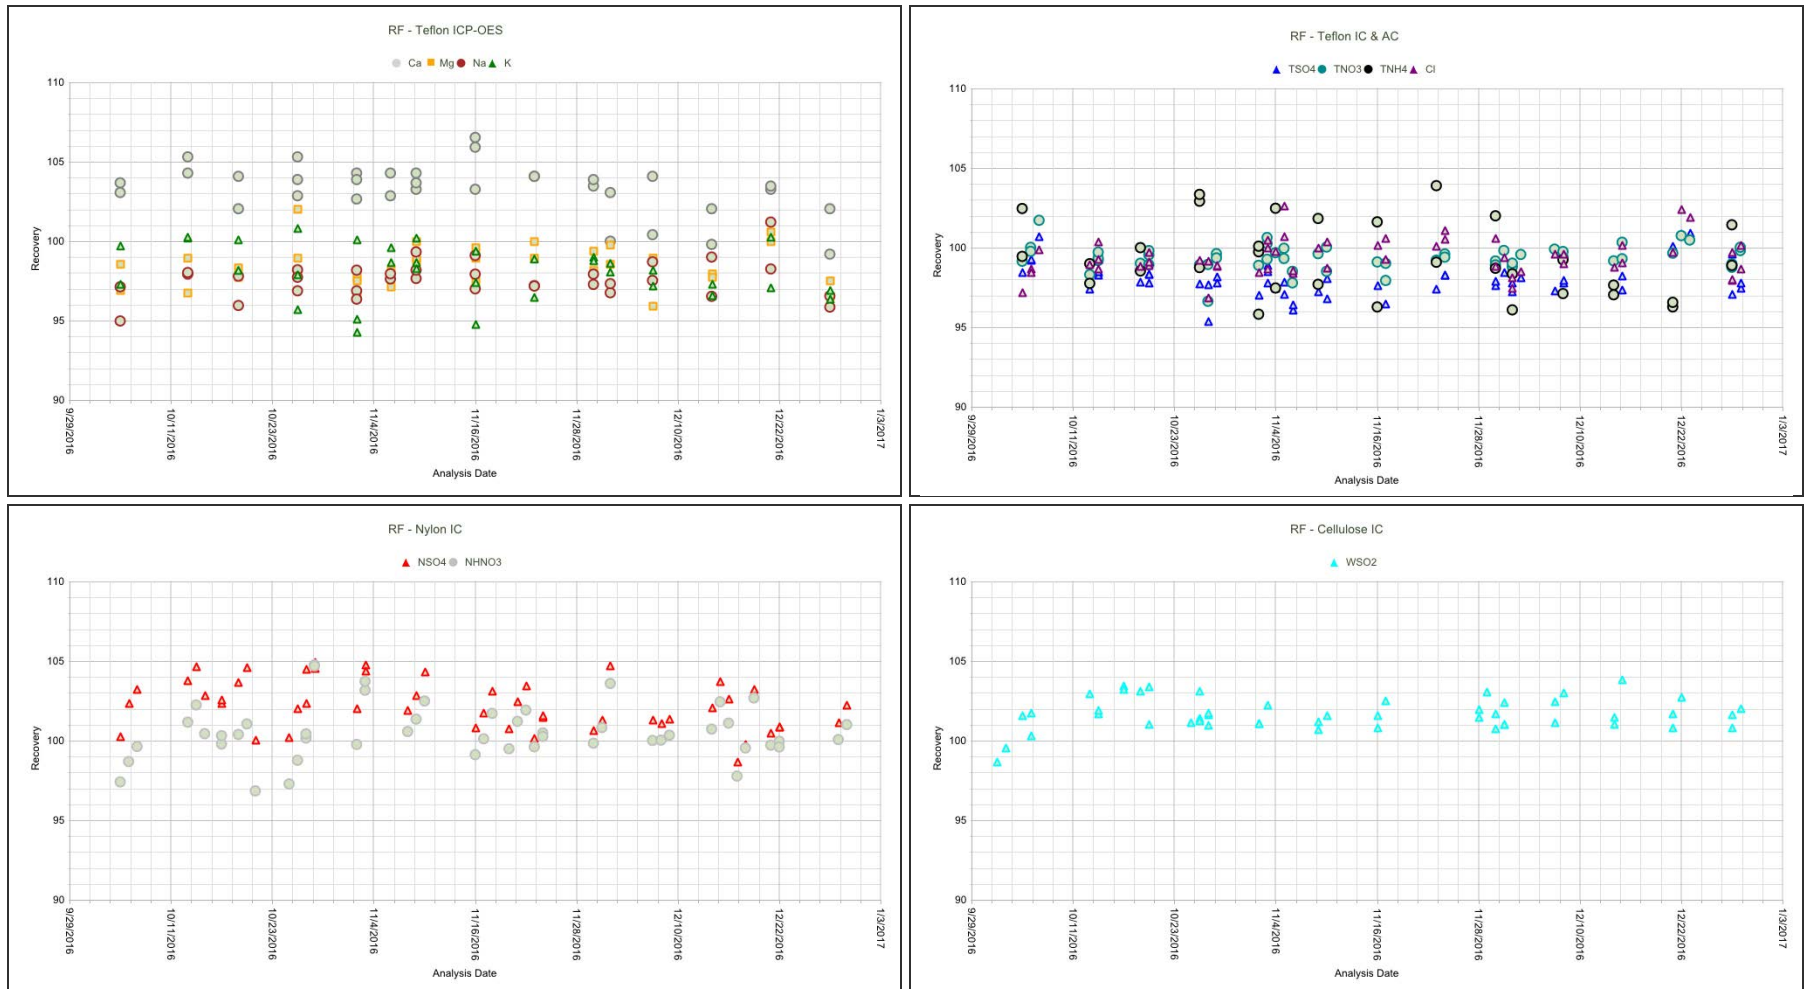 RF - Teflon ICP-OES
Ca Mg Na K
110
105
100
95
90
Recovery
9/29/2016 10/11/2016 10/23/2016 11/4/2016 11/16/2016 11/28/2016 12/10/2016 12/22/2016 1/3/2017
Analysis Date
RF - Teflon IC & AC
TSO4 TNO3 TNH4 Cl
110
105
100
95
90
Recovery
9/29/2016 10/11/2016 10/23/2016 11/4/2016 11/16/2016 11/28/2016 12/10/2016 12/22/2016 1/3/2017
Analysis Date
RF - Nylon IC
NSO4 NHNO3
110
105
100
95
90
Recovery
9/29/2016 10/11/2016 10/23/2016 11/4/2016 11/16/2016 11/28/2016 12/10/2016 12/22/2016 1/3/2017
Analysis Date
RF - Cellulose IC
WSO2
110
105
100
95
90
Recovery
9/29/2016 10/11/2016 10/23/2016 11/4/2016 11/16/2016 11/28/2016 12/10/2016 12/22/2016 1/3/2017
Analysis Date